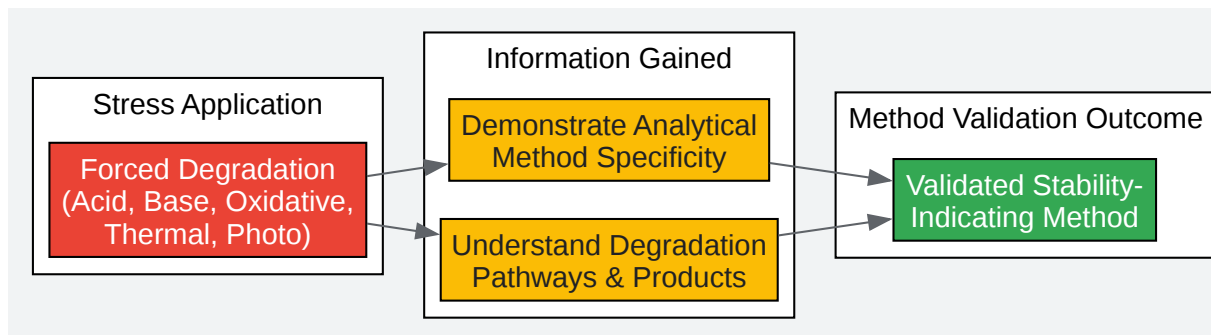 Stress Application
Forced Degradation
(Acid, Base, Oxidative,
Thermal, Photo)
Information Gained
Demonstrate Analytical
Method Specificity
Understand Degradation
Pathways & Products
Method Validation Outcome
Validated Stability-
Indicating Method